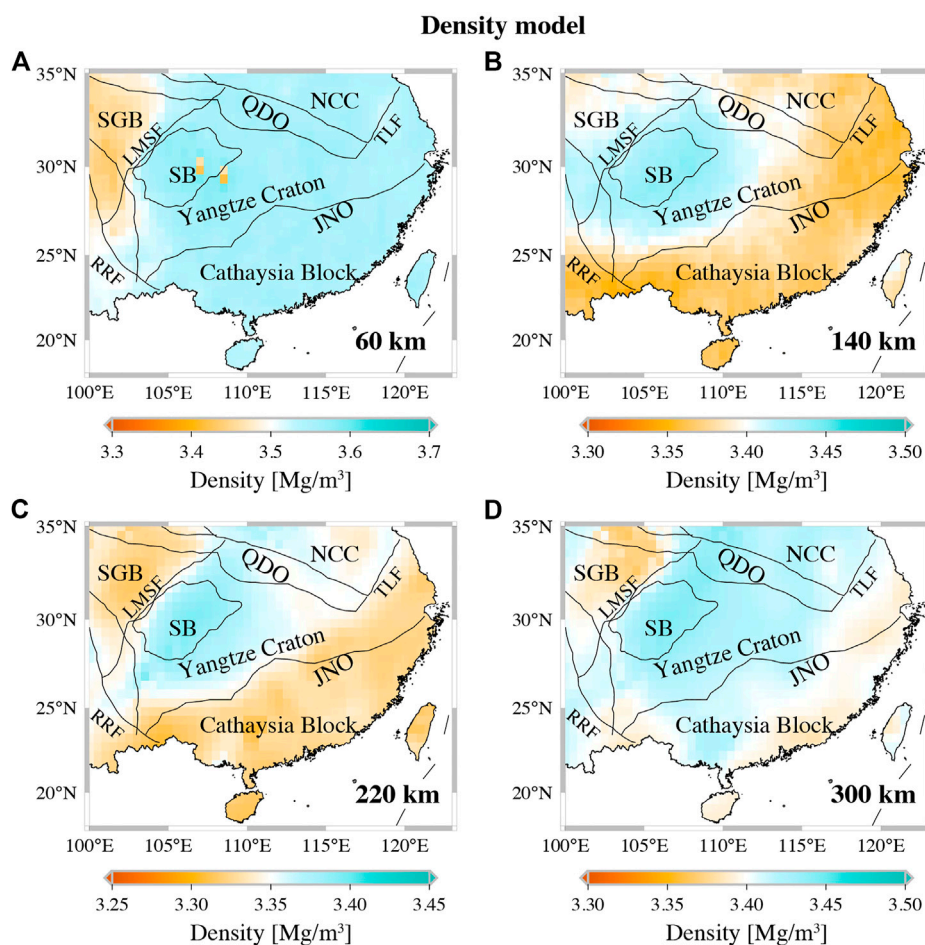 Density model
A
35°N
30°N
25°N
20°N
100°E 105°E 110°E 115°E 120°E
SGB
LMSF
QDO
NCC
TLF
SB
Yangtze Craton
JNO
RRF
Cathaysia Block
60 km
3.3 3.4 3.5 3.6 3.7
Density [Mg/m³]
B
35°N
30°N
25°N
20°N
100°E 105°E 110°E 115°E 120°E
SGB
LMSF
QDO
NCC
TLF
SB
Yangtze Craton
JNO
RRF
Cathaysia Block
140 km
3.30 3.35 3.40 3.45 3.50
Density [Mg/m³]
C
35°N
30°N
25°N
20°N
100°E 105°E 110°E 115°E 120°E
SGB
LMSF
QDO
NCC
TLF
SB
Yangtze Craton
JNO
RRF
Cathaysia Block
220 km
3.25 3.30 3.35 3.40 3.45
Density [Mg/m³]
D
35°N
30°N
25°N
20°N
100°E 105°E 110°E 115°E 120°E
SGB
LMSF
QDO
NCC
TLF
SB
Yangtze Craton
JNO
RRF
Cathaysia Block
300 km
3.30 3.35 3.40 3.45 3.50
Density [Mg/m³]